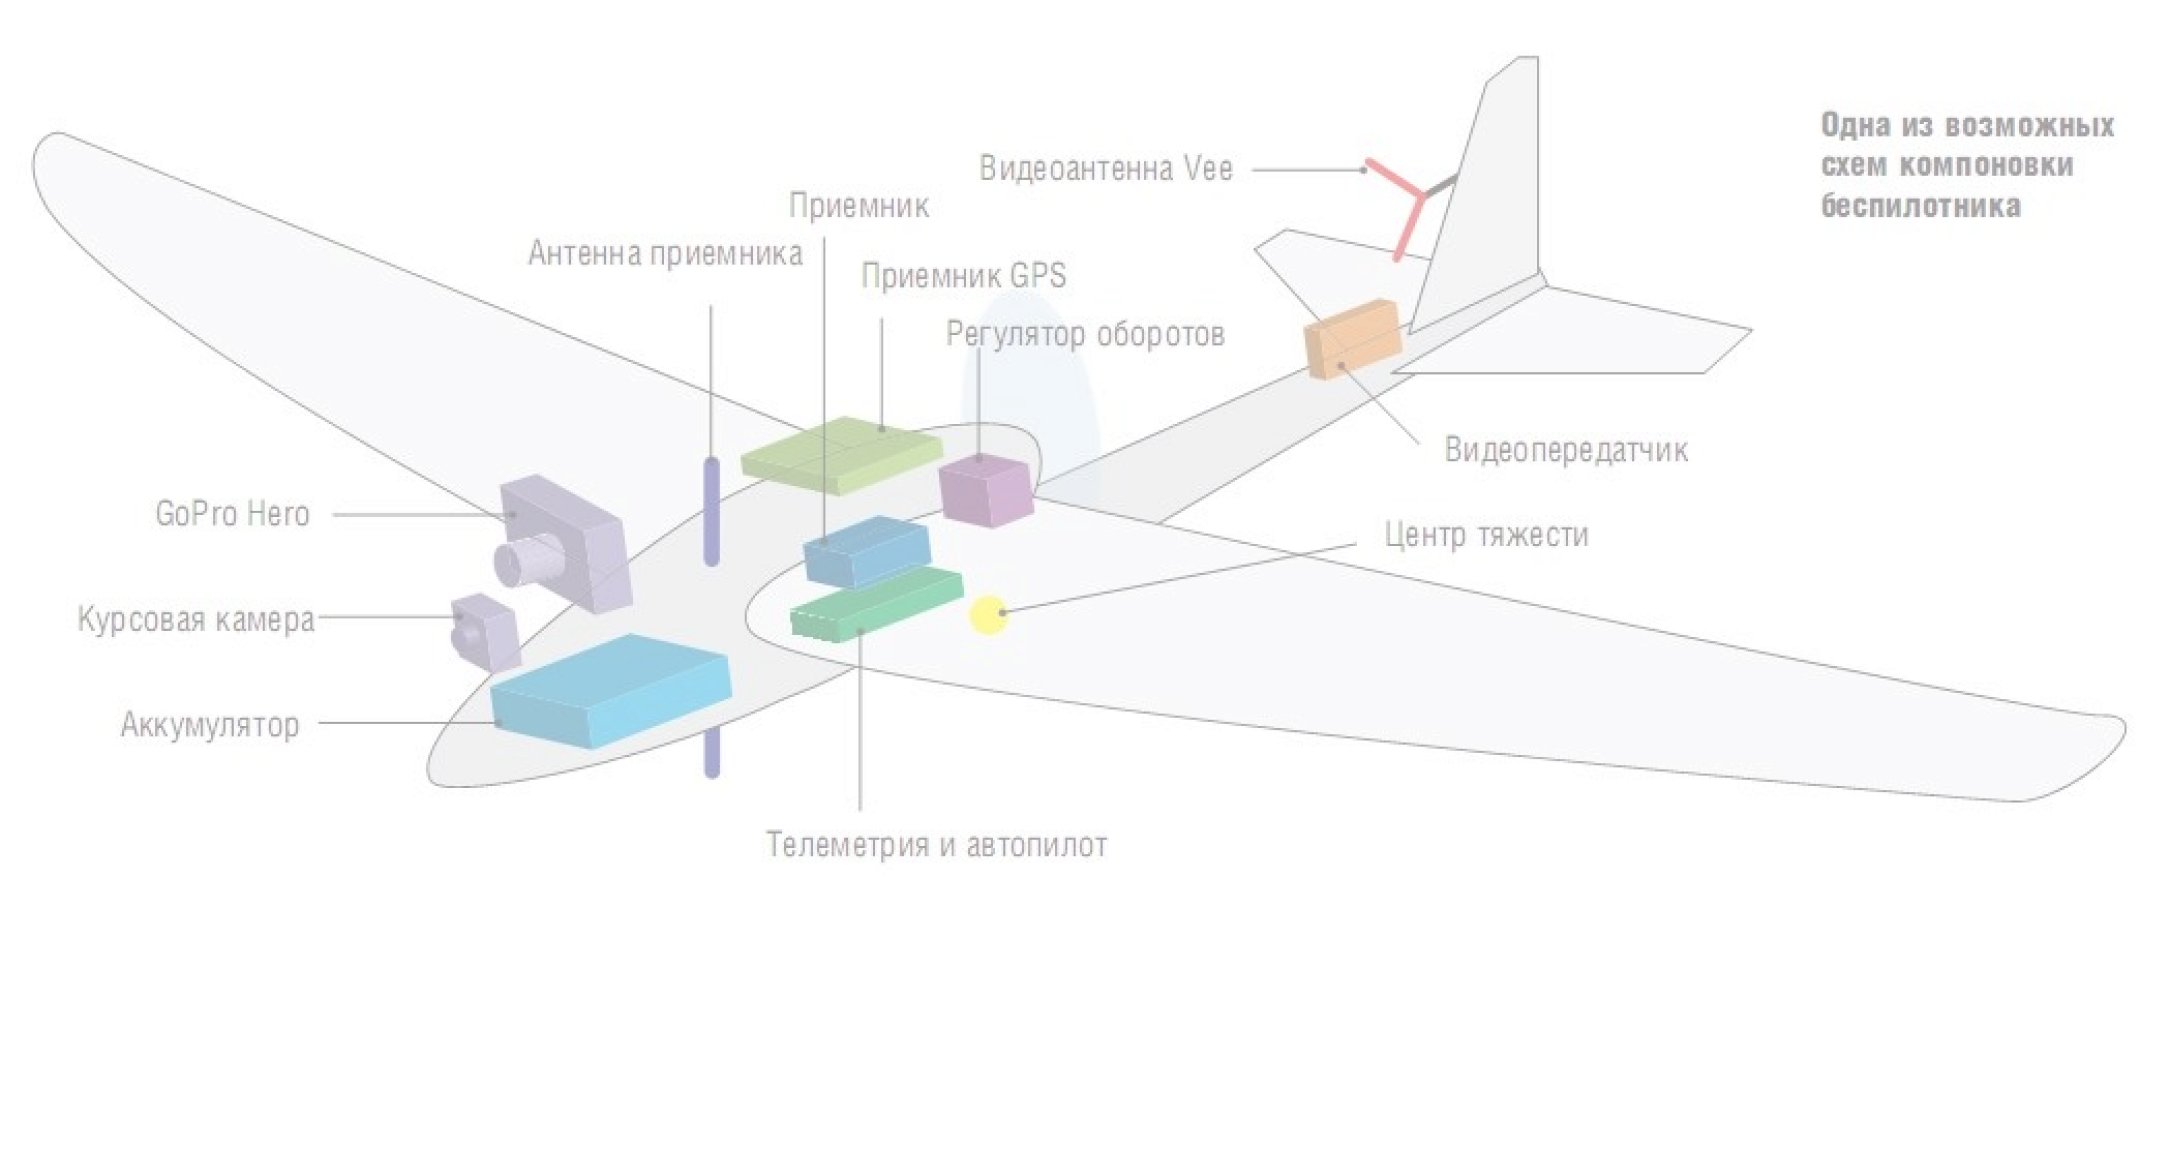 Одна из возможных
схем компоновки
беспилотника
Видеоантенна Vee
Приемник
Антенна приемника
Приемник GPS
Регулятор оборотов
Видеопередатчик
GoPro Hero
Центр тяжести
Курсовая камера
Аккумулятор
Телеметрия и автопилот